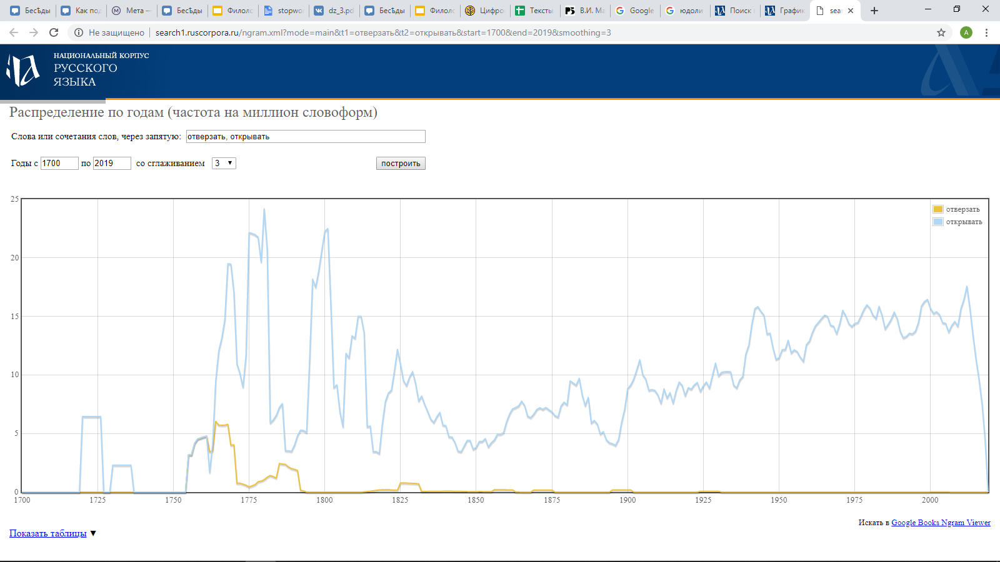 Бесѣды
Как под
Мета —
Бесѣды
Филоло
stopwo
dz_3.pd
Бесѣды
Филоло
Цифро
Тексты
В.И. Ма
Google
юдоли
Поиск
График
sear
Не защищено
search1.ruscorpora.ru/ngram.xml?mode=main&t1=отверзать&t2=открывать&start=1700&end=2019&smoothing=3
A
НАЦИОНАЛЬНЫЙ КОРПУС
РУССКОГО
ЯЗЫКА
Распределение по годам (частота на миллион словоформ)
Слова или сочетания слов, через запятую: отверзать, открывать
Годы с 1700 по 2019 со сглаживанием 3 построить
25
отверзать
открывать
20
15
10
5
0
1700 1725 1750 1775 1800 1825 1850 1875 1900 1925 1950 1975 2000
Искать в Google Books Ngram Viewer
Показать таблицы ▼